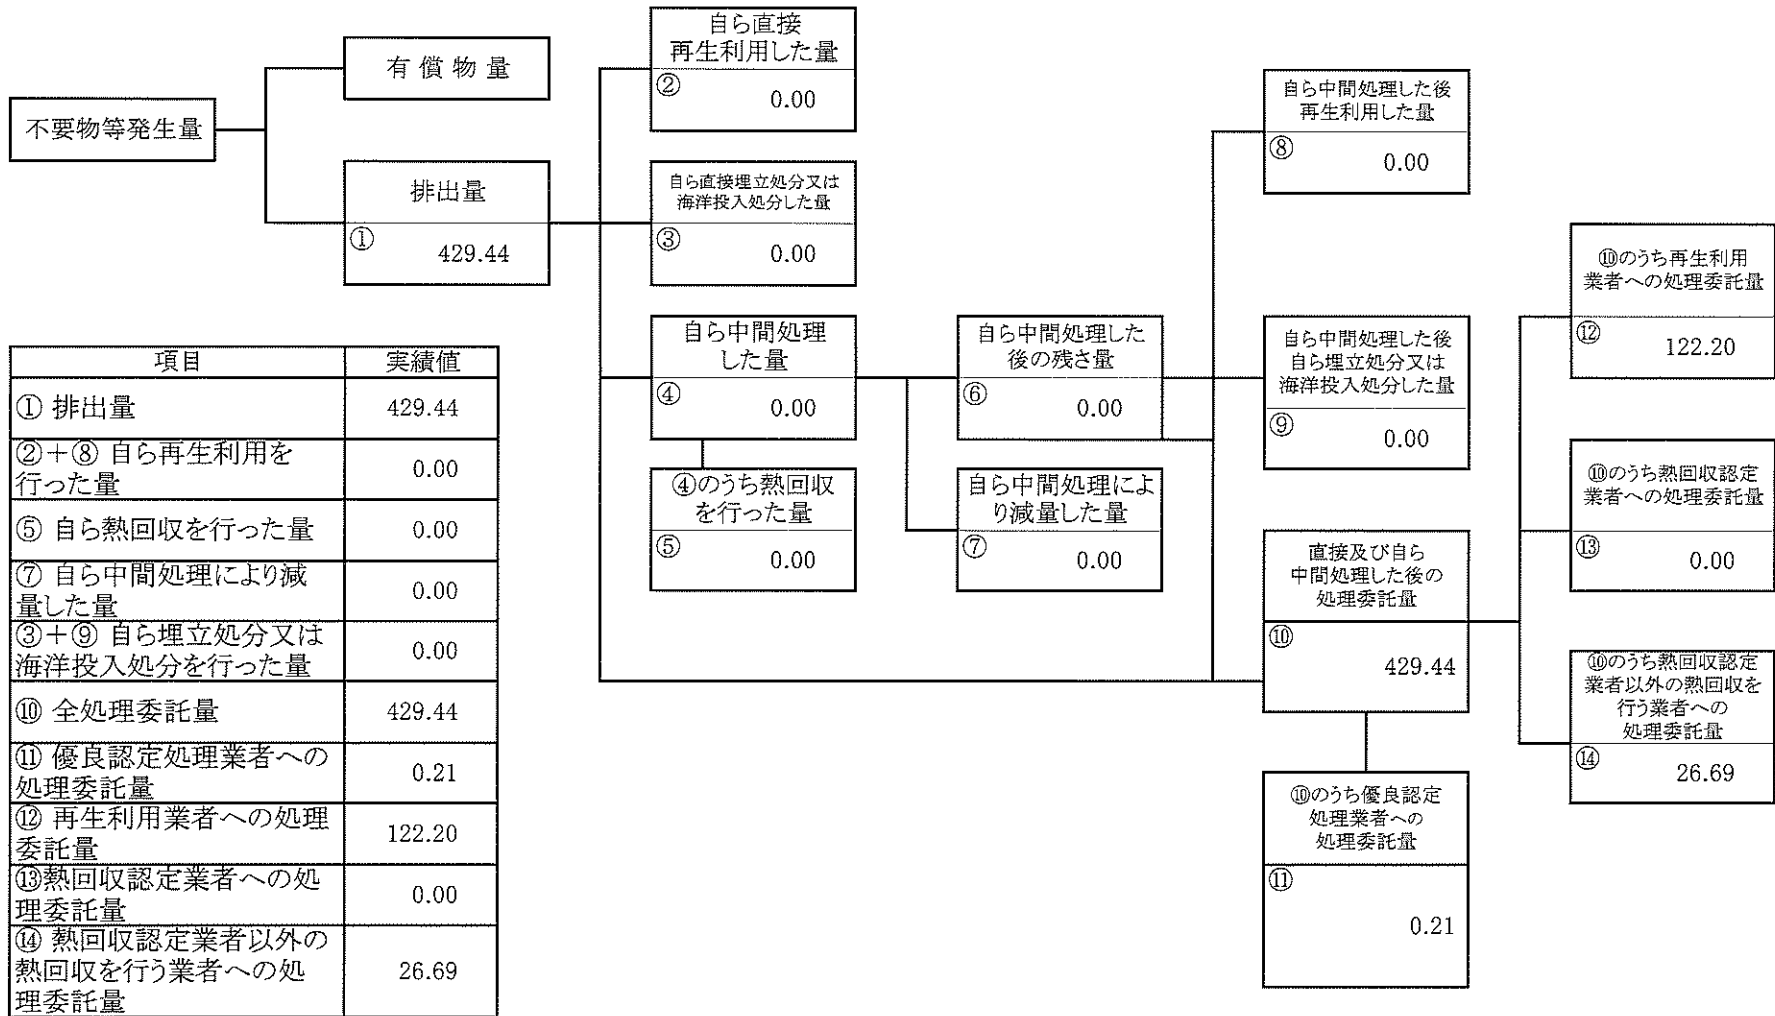 不要物等発生量
有償物量
排出量
①
429.44
自ら直接
再生利用した量
②
0.00
自ら直接埋立処分又は
海洋投入処分した量
③
0.00
自ら中間処理
した量
④
0.00
④のうち熱回収
を行った量
⑤
0.00
自ら中間処理した
後の残さ量
⑥
0.00
自ら中間処理によ
り減量した量
⑦
0.00
自ら中間処理した後
再生利用した量
⑧
0.00
自ら中間処理した後
自ら埋立処分又は
海洋投入処分した量
⑨
0.00
直接及び自ら
中間処理した後の
処理委託量
⑩
429.44
⑩のうち優良認定
処理業者への
処理委託量
⑪
0.21
⑩のうち再生利用
業者への処理委託量
⑫
122.20
⑩のうち熱回収認定
業者への処理委託量
⑬
0.00
⑩のうち熱回収認定
業者以外の熱回収を
行う業者への
処理委託量
⑭
26.69
項目 実績値
① 排出量 429.44
②+⑧ 自ら再生利用を
行った量 0.00
⑤ 自ら熱回収を行った量 0.00
⑦ 自ら中間処理により減
量した量 0.00
③+⑨ 自ら埋立処分又は
海洋投入処分を行った量 0.00
⑩ 全処理委託量 429.44
⑪ 優良認定処理業者への
処理委託量 0.21
⑫ 再生利用業者への処理
委託量 122.20
⑬熱回収認定業者への処
理委託量 0.00
⑭ 熱回収認定業者以外の
熱回収を行う業者への処
理委託量 26.69